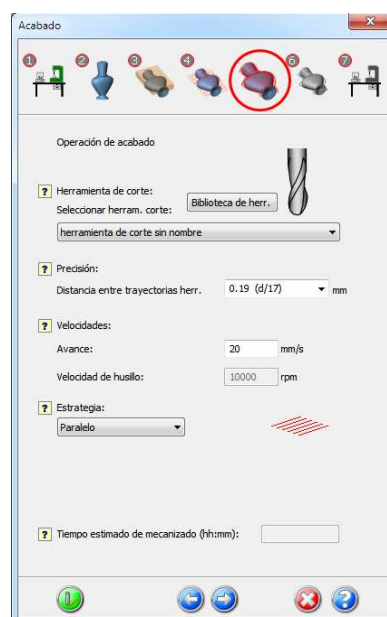 Acabado
1 2 3 4 6 7
Operación de acabado
? Herramienta de corte:
Seleccionar herram. corte: Biblioteca de herr.
herramienta de corte sin nombre
? Precisión:
Distancia entre trayectorias herr. 0.19 (d/17) mm
? Velocidades:
Avance: 20 mm/s
Velocidad de husillo: 10000 rpm
? Estrategia:
Paralelo
? Tiempo estimado de mecanizado (hh:mm):
?